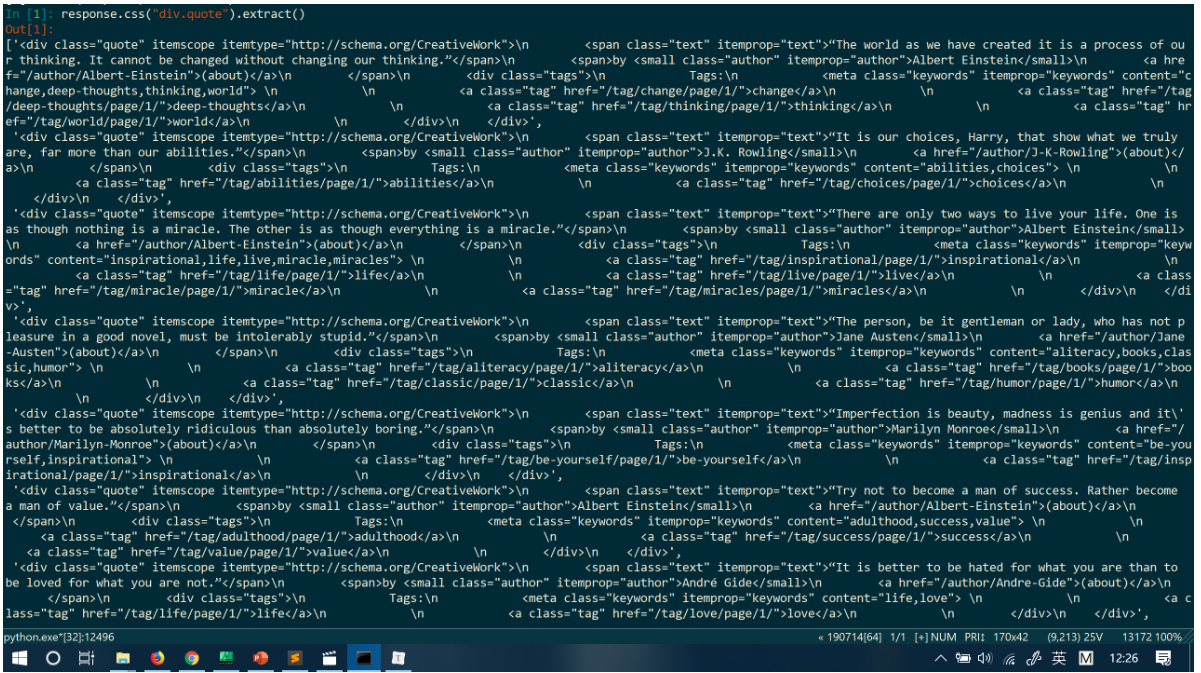 In [1]: response.css("div.quote").extract()
Out[1]:
['<div class="quote" itemscope itemtype="http://schema.org/CreativeWork">\n        <span class="text" itemprop="text">“The world as we have created it is a process of ou
r thinking. It cannot be changed without changing our thinking.”</span>\n        <span>by <small class="author" itemprop="author">Albert Einstein</small>\n        <a hre
f="/author/Albert-Einstein">(about)</a>\n        </span>\n        <div class="tags">\n            Tags:\n            <meta class="keywords" itemprop="keywords" content="c
hange,deep-thoughts,thinking,world"> \n            \n            <a class="tag" href="/tag/change/page/1/">change</a>\n            \n            <a class="tag" href="/tag
/deep-thoughts/page/1/">deep-thoughts</a>\n            \n            <a class="tag" href="/tag/thinking/page/1/">thinking</a>\n            \n            <a class="tag" hr
ef="/tag/world/page/1/">world</a>\n            \n        </div>\n    </div>',
'<div class="quote" itemscope itemtype="http://schema.org/CreativeWork">\n        <span class="text" itemprop="text">“It is our choices, Harry, that show what we truly
are, far more than our abilities.”</span>\n        <span>by <small class="author" itemprop="author">J.K. Rowling</small>\n        <a href="/author/J-K-Rowling">(about)</
a>\n        </span>\n        <div class="tags">\n            Tags:\n            <meta class="keywords" itemprop="keywords" content="abilities,choices"> \n            \n
<a class="tag" href="/tag/abilities/page/1/">abilities</a>\n            \n            <a class="tag" href="/tag/choices/page/1/">choices</a>\n            \n
</div>\n    </div>',
'<div class="quote" itemscope itemtype="http://schema.org/CreativeWork">\n        <span class="text" itemprop="text">“There are only two ways to live your life. One is
as though nothing is a miracle. The other is as though everything is a miracle.”</span>\n        <span>by <small class="author" itemprop="author">Albert Einstein</small>
\n        <a href="/author/Albert-Einstein">(about)</a>\n        </span>\n        <div class="tags">\n            Tags:\n            <meta class="keywords" itemprop="keyw
ords" content="inspirational,life,live,miracle,miracles"> \n            \n            <a class="tag" href="/tag/inspirational/page/1/">inspirational</a>\n            \n
<a class="tag" href="/tag/life/page/1/">life</a>\n            \n            <a class="tag" href="/tag/live/page/1/">live</a>\n            \n            <a class
="tag" href="/tag/miracle/page/1/">miracle</a>\n            \n            <a class="tag" href="/tag/miracles/page/1/">miracles</a>\n            \n        </div>\n    </di
v>',
'<div class="quote" itemscope itemtype="http://schema.org/CreativeWork">\n        <span class="text" itemprop="text">“The person, be it gentleman or lady, who has not p
leasure in a good novel, must be intolerably stupid.”</span>\n        <span>by <small class="author" itemprop="author">Jane Austen</small>\n        <a href="/author/Jane
-Austen">(about)</a>\n        </span>\n        <div class="tags">\n            Tags:\n            <meta class="keywords" itemprop="keywords" content="aliteracy,books,clas
sic,humor"> \n            \n            <a class="tag" href="/tag/aliteracy/page/1/">aliteracy</a>\n            \n            <a class="tag" href="/tag/books/page/1/">boo
ks</a>\n            \n            <a class="tag" href="/tag/classic/page/1/">classic</a>\n            \n            <a class="tag" href="/tag/humor/page/1/">humor</a>\n
\n        </div>\n    </div>',
'<div class="quote" itemscope itemtype="http://schema.org/CreativeWork">\n        <span class="text" itemprop="text">“Imperfection is beauty, madness is genius and it\'
s better to be absolutely ridiculous than absolutely boring.”</span>\n        <span>by <small class="author" itemprop="author">Marilyn Monroe</small>\n        <a href="/
author/Marilyn-Monroe">(about)</a>\n        </span>\n        <div class="tags">\n            Tags:\n            <meta class="keywords" itemprop="keywords" content="be-you
rself,inspirational"> \n            \n            <a class="tag" href="/tag/be-yourself/page/1/">be-yourself</a>\n            \n            <a class="tag" href="/tag/insp
irational/page/1/">inspirational</a>\n            \n        </div>\n    </div>',
'<div class="quote" itemscope itemtype="http://schema.org/CreativeWork">\n        <span class="text" itemprop="text">“Try not to become a man of success. Rather become
a man of value.”</span>\n        <span>by <small class="author" itemprop="author">Albert Einstein</small>\n        <a href="/author/Albert-Einstein">(about)</a>\n
</span>\n        <div class="tags">\n            Tags:\n            <meta class="keywords" itemprop="keywords" content="adulthood,success,value"> \n            \n
<a class="tag" href="/tag/adulthood/page/1/">adulthood</a>\n            \n            <a class="tag" href="/tag/success/page/1/">success</a>\n            \n
<a class="tag" href="/tag/value/page/1/">value</a>\n            \n        </div>\n    </div>',
'<div class="quote" itemscope itemtype="http://schema.org/CreativeWork">\n        <span class="text" itemprop="text">“It is better to be hated for what you are than to
be loved for what you are not.”</span>\n        <span>by <small class="author" itemprop="author">André Gide</small>\n        <a href="/author/Andre-Gide">(about)</a>\n
</span>\n        <div class="tags">\n            Tags:\n            <meta class="keywords" itemprop="keywords" content="life,love"> \n            \n            <a c
lass="tag" href="/tag/life/page/1/">life</a>\n            \n            <a class="tag" href="/tag/love/page/1/">love</a>\n            \n        </div>\n    </div>',
python.exe*[32]:12496 « 190714[64] 1/1 [+] NUM PRI↕ 170x42 (9,213) 25V 13172 100%
英 M 12:26